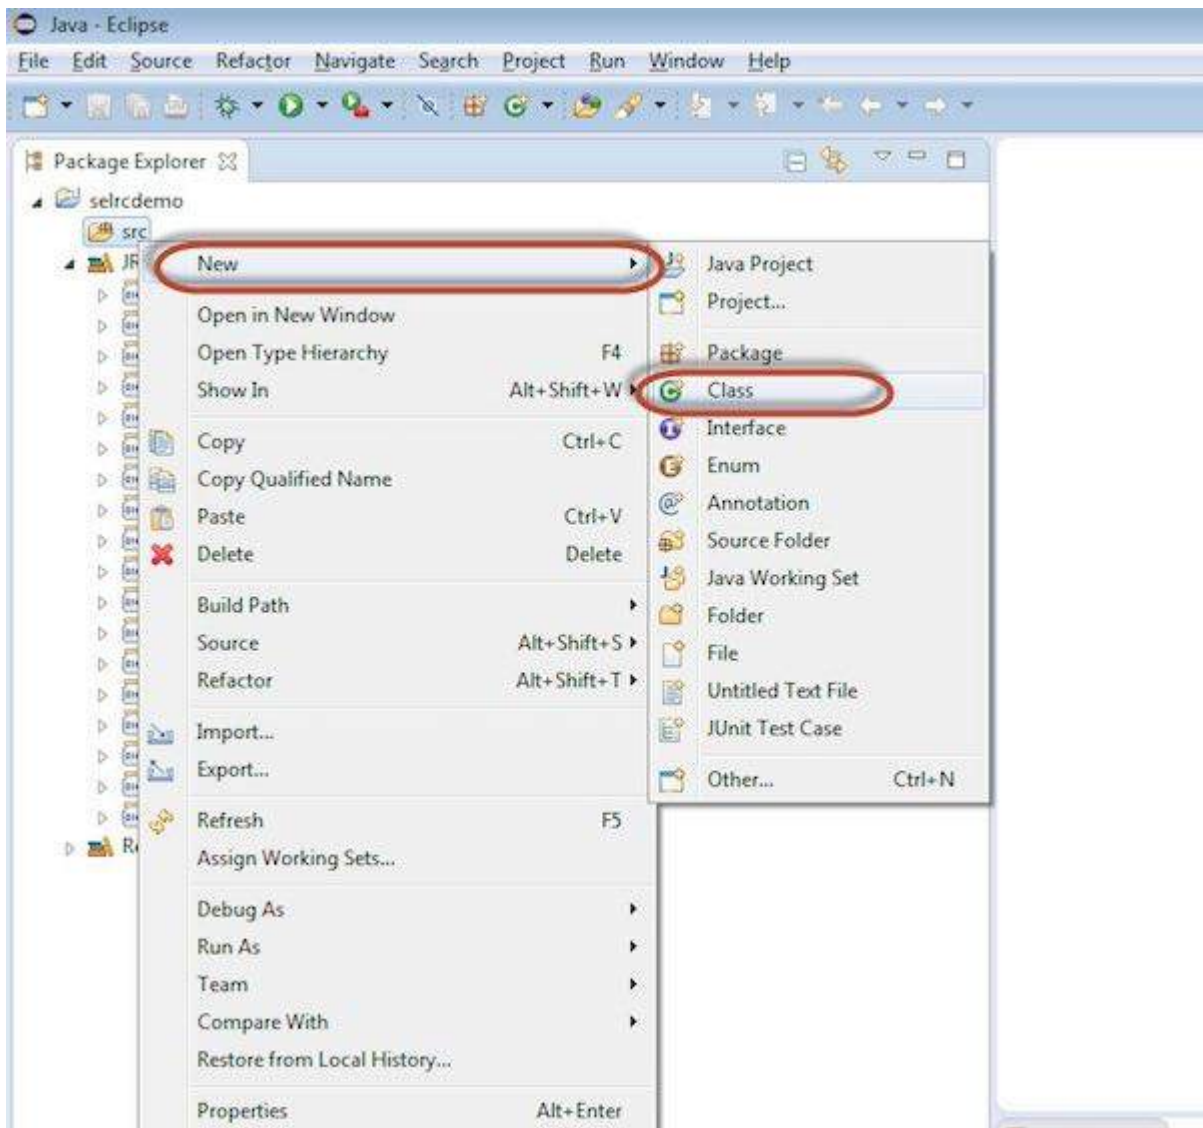 Java - Eclipse
File Edit Source Refactor Navigate Search Project Run Window Help
Package Explorer
selrcdemo
src
JR
New
Open in New Window
Open Type Hierarchy F4
Show In Alt+Shift+W
Copy Ctrl+C
Copy Qualified Name
Paste Ctrl+V
Delete Delete
Build Path
Source Alt+Shift+S
Refactor Alt+Shift+T
Import...
Export...
Refresh F5
Assign Working Sets...
Debug As
Run As
Team
Compare With
Restore from Local History...
Properties Alt+Enter
Java Project
Project...
Package
Class
Interface
Enum
Annotation
Source Folder
Java Working Set
Folder
File
Untitled Text File
JUnit Test Case
Other... Ctrl+N